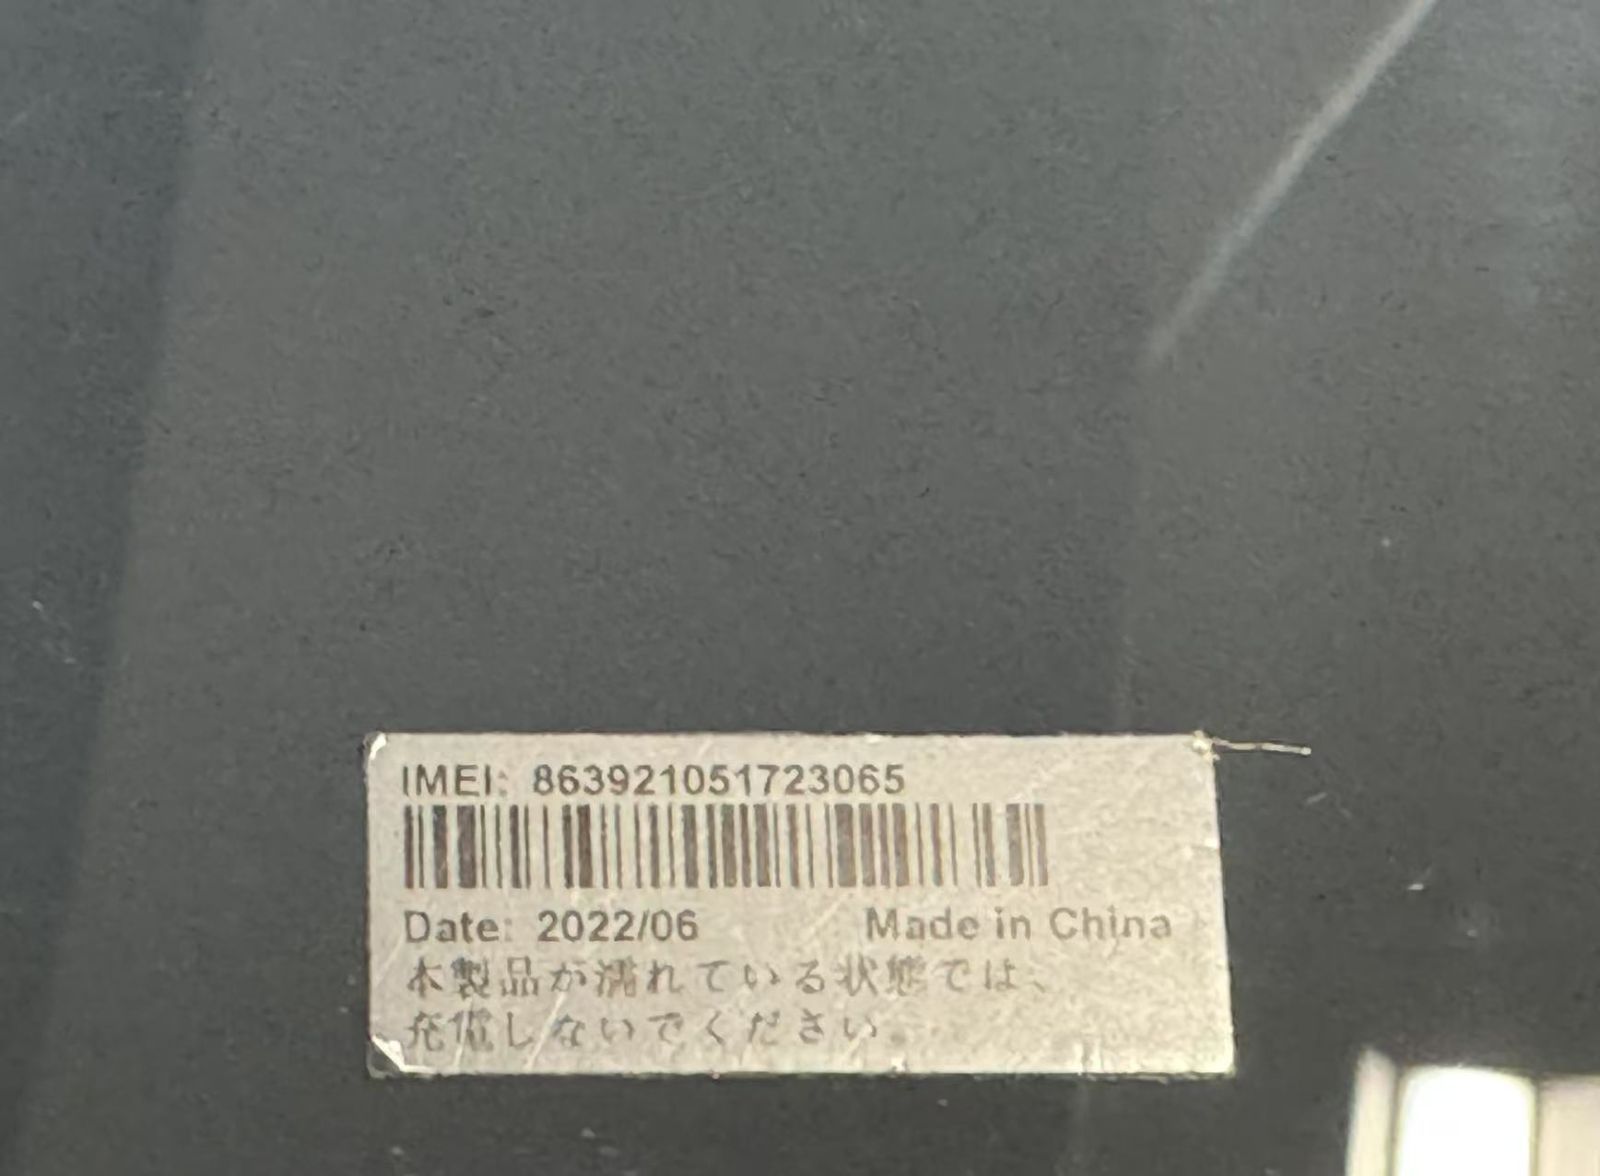 IMEI: 863921051723065
Date: 2022/06 Made in China
本製品が濡れている状態では、
充電しないでください。